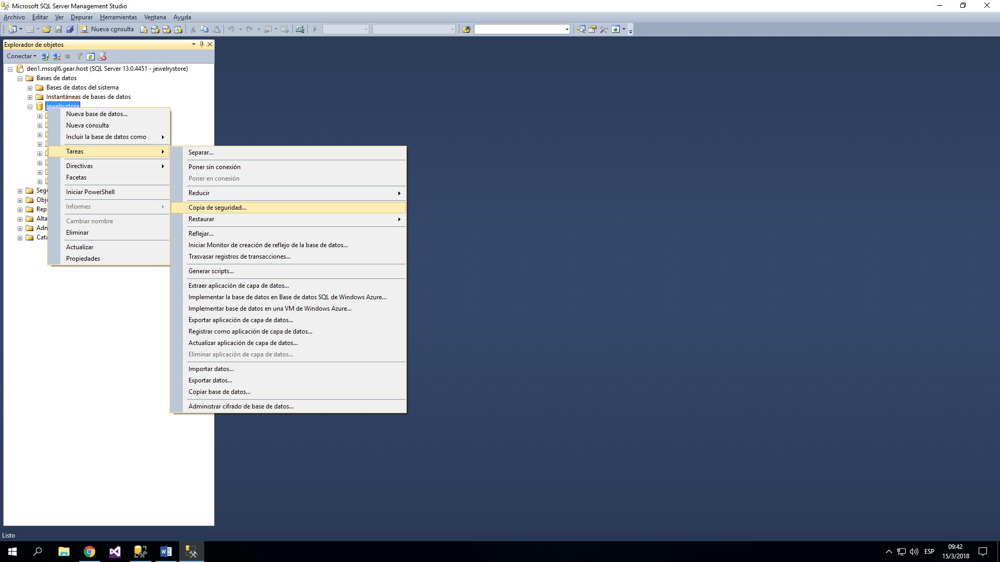 Microsoft SQL Server Management Studio
Archivo Editar Ver Depurar Herramientas Ventana Ayuda
Nueva consulta
Explorador de objetos
Conectar
den1.mssql6.gear.host (SQL Server 13.0.4451 - jewelrystore)
Bases de datos
Bases de datos del sistema
Instantáneas de bases de datos
jewelrystore
Segu
Obje
Rep
Alta
Adm
Catá
Nueva base de datos...
Nueva consulta
Incluir la base de datos como
Tareas
Directivas
Facetas
Iniciar PowerShell
Informes
Cambiar nombre
Eliminar
Actualizar
Propiedades
Separar...
Poner sin conexión
Poner en conexión
Reducir
Copia de seguridad...
Restaurar
Reflejar...
Iniciar Monitor de creación de reflejo de la base de datos...
Trasvasar registros de transacciones...
Generar scripts...
Extraer aplicación de capa de datos...
Implementar la base de datos en Base de datos SQL de Windows Azure...
Implementar base de datos en una VM de Windows Azure...
Exportar aplicación de capa de datos...
Registrar como aplicación de capa de datos...
Actualizar aplicación de capa de datos...
Eliminar aplicación de capa de datos...
Importar datos...
Exportar datos...
Copiar base de datos...
Administrar cifrado de base de datos...
Listo
ESP
09:42
15/3/2018